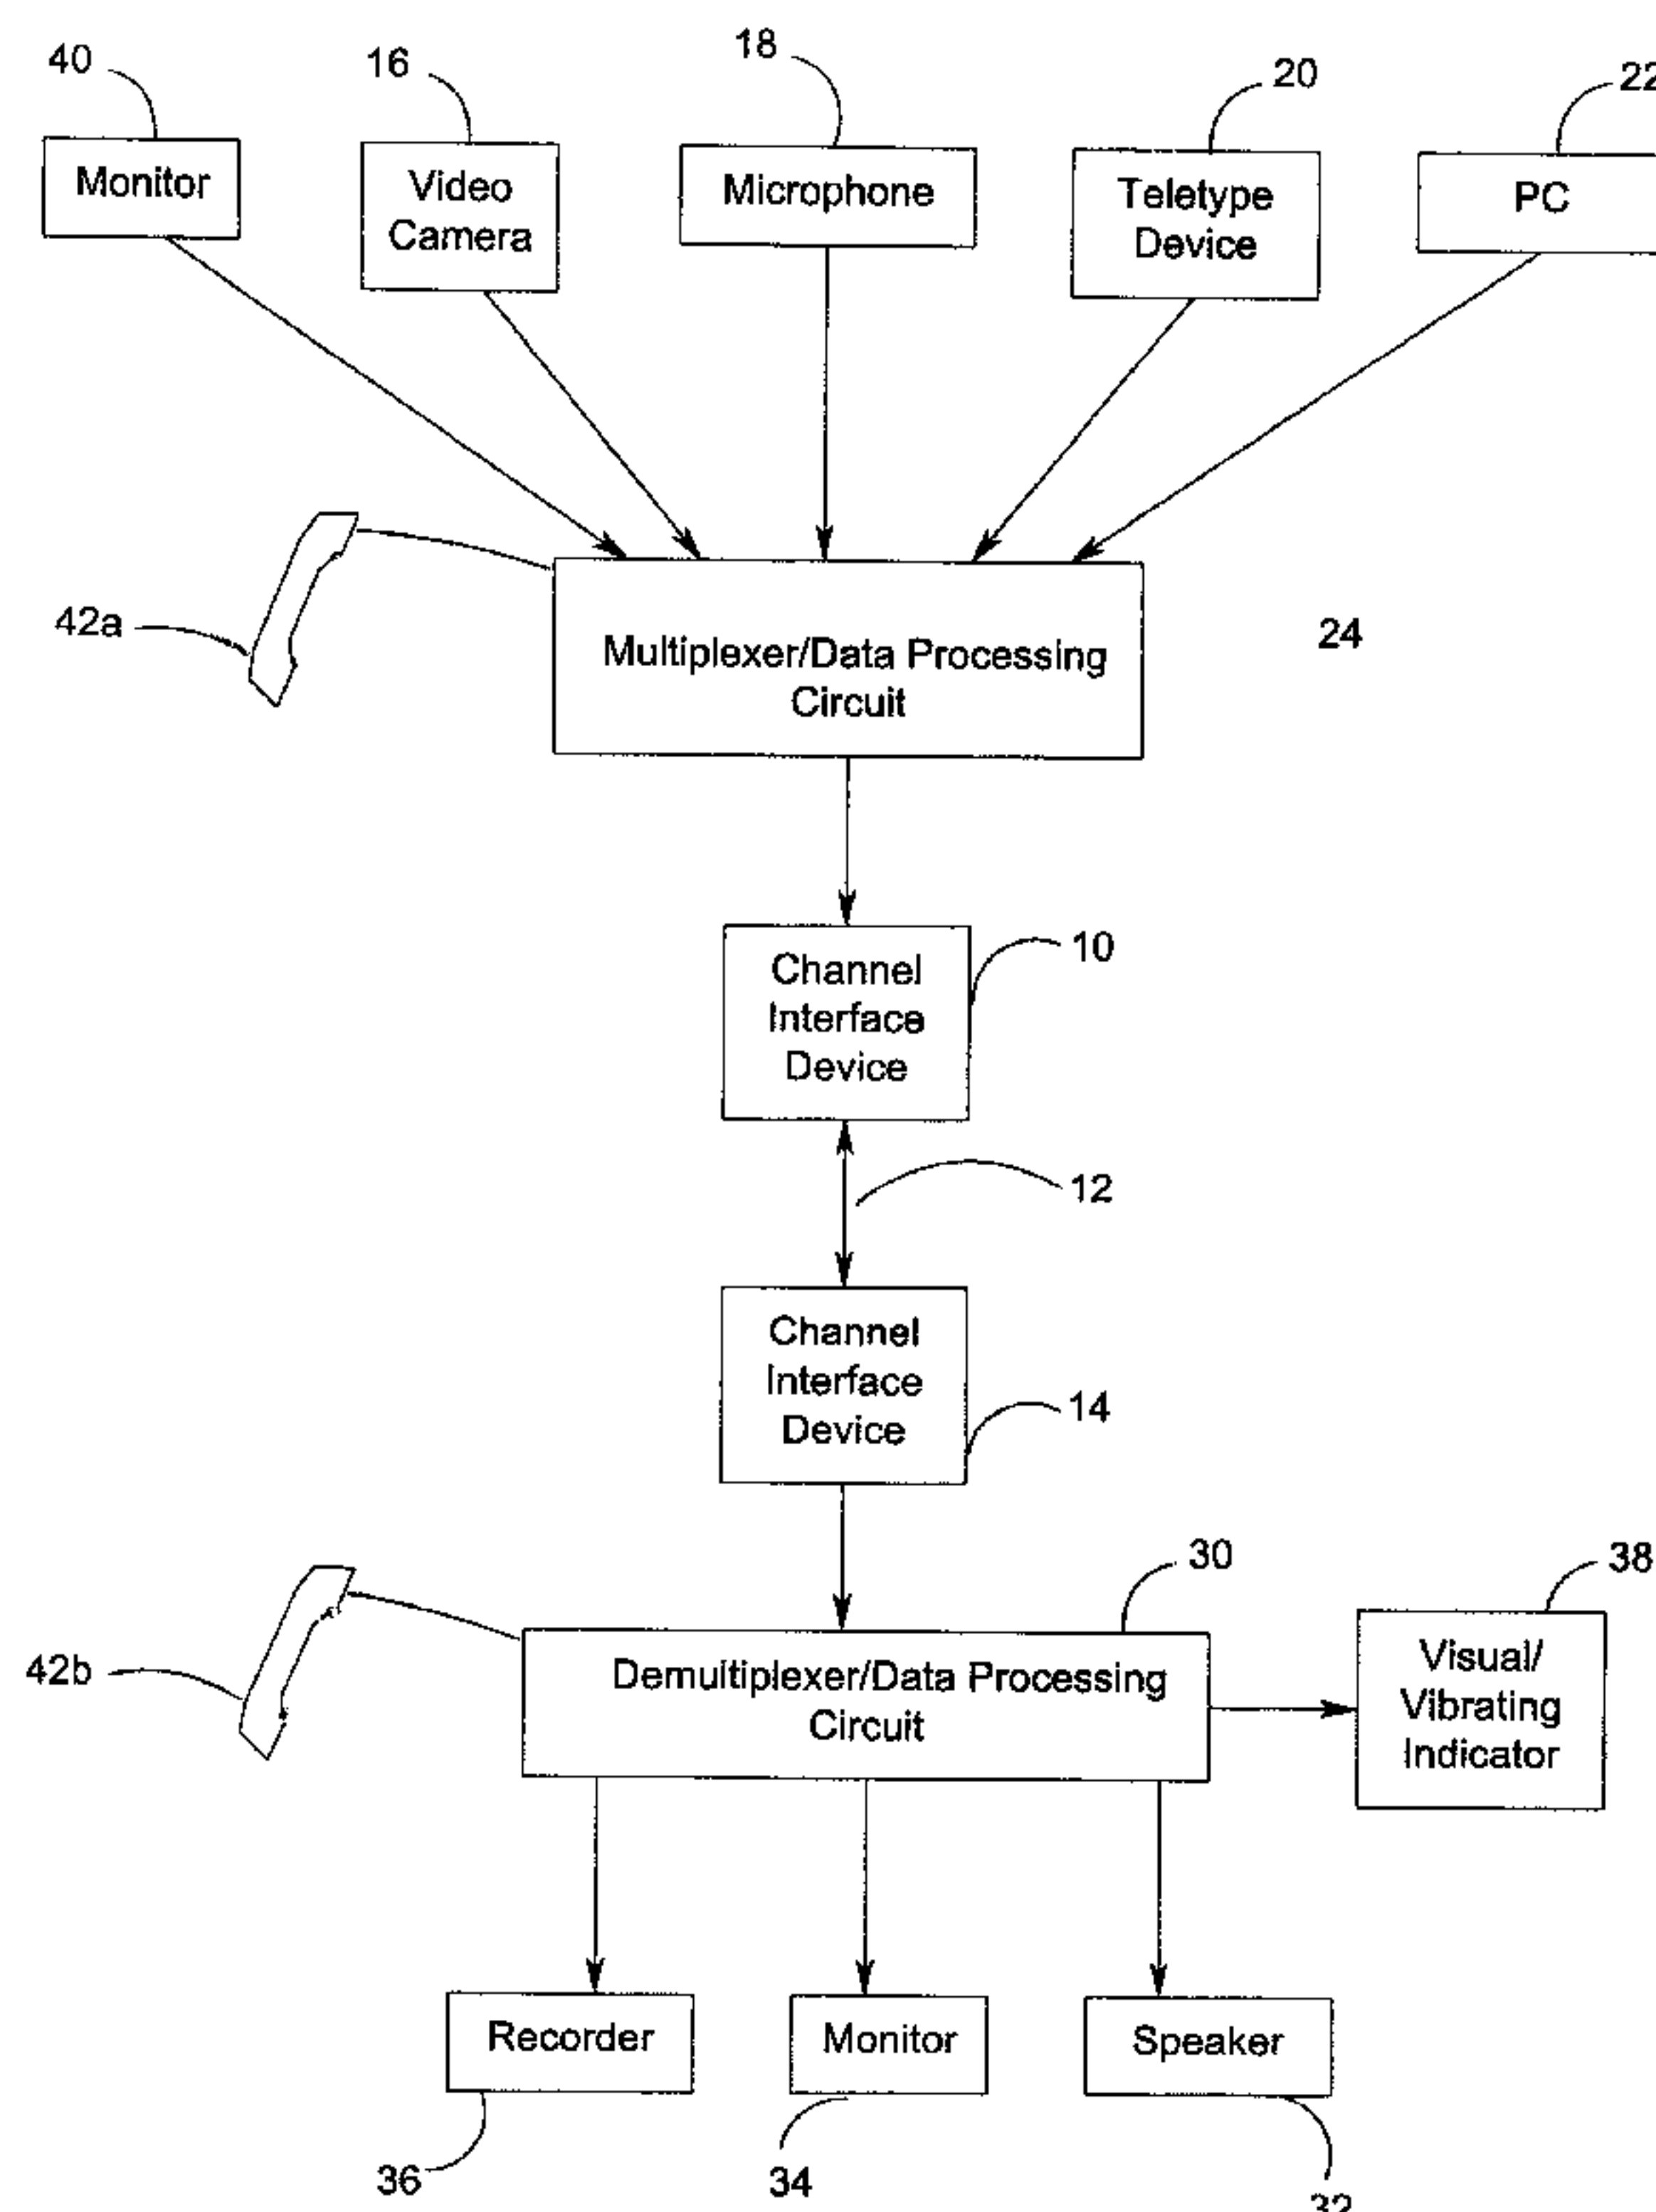 40
16
18
20
22
Monitor
Video
Camera
Microphone
Teletype
Device
PC
42a
Multiplexer/Data Processing
Circuit
24
Channel
Interface
Device
10
12
Channel
Interface
Device
14
30
38
42b
Demultiplexer/Data Processing
Circuit
Visual/
Vibrating
Indicator
Recorder
Monitor
Speaker
36
34
32